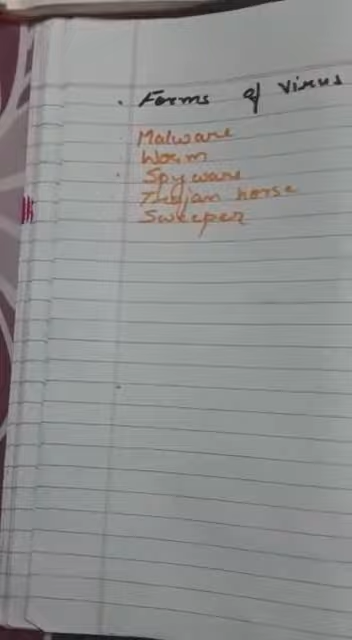 Forms of Virus
Malware
Worm
Spyware
Trojan horse
Sweeper